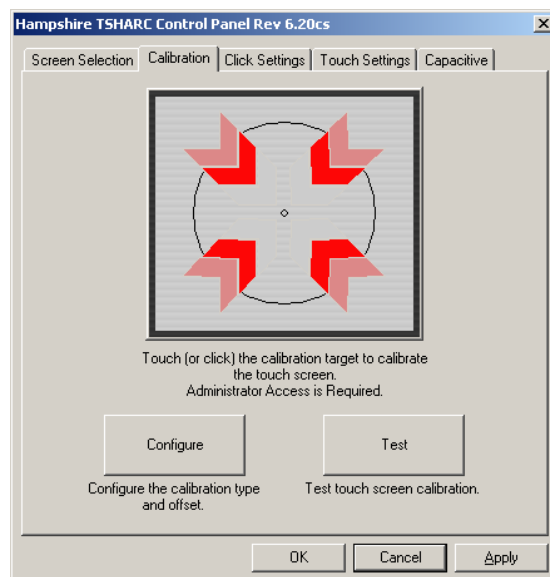 Hampshire TSHARC Control Panel Rev 6.20cs
Screen Selection Calibration Click Settings Touch Settings Capacitive
Touch (or click) the calibration target to calibrate
the touch screen.
Administrator Access is Required.
Configure Test
Configure the calibration type Test touch screen calibration.
and offset.
OK Cancel Apply